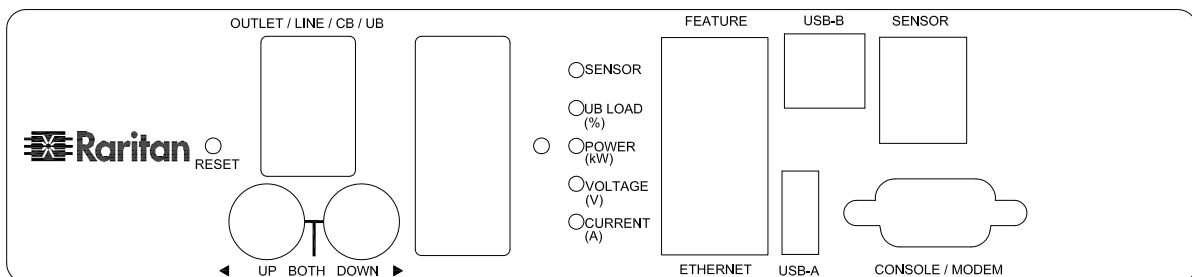 OUTLET / LINE / CB / UB
FEATURE
USB-B
SENSOR
SENSOR
UB LOAD
(%)
POWER
(kW)
VOLTAGE
(V)
CURRENT
(A)
Raritan
RESET
UP BOTH DOWN
ETHERNET
USB-A
CONSOLE / MODEM